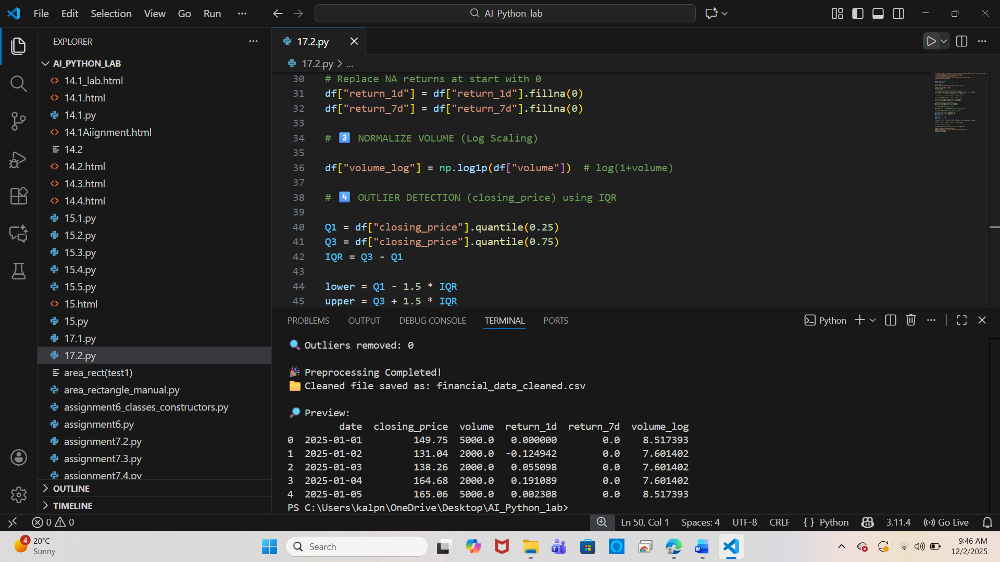 File Edit Selection View Go Run ...
AI_Python_lab
EXPLORER
AI_PYTHON_LAB
14.1_lab.html
14.1.html
14.1.py
14.1Aiignment.html
14.2
14.2.html
14.3.html
14.4.html
15.1.py
15.2.py
15.3.py
15.4.py
15.5.py
15.html
15.py
17.1.py
17.2.py
area_rect(test1)
area_rectangle_manual.py
assignment6_classes_constructors.py
assignment6.py
assignment7.2.py
assignment7.3.py
assignment7.4.py
OUTLINE
TIMELINE
17.2.py
17.2.py > ...
30 # Replace NA returns at start with 0
31 df["return_1d"] = df["return_1d"].fillna(0)
32 df["return_7d"] = df["return_7d"].fillna(0)
33
34 # 3️⃣ NORMALIZE VOLUME (Log Scaling)
35
36 df["volume_log"] = np.log1p(df["volume"])  # log(1+volume)
37
38 # 4️⃣ OUTLIER DETECTION (closing_price) using IQR
39
40 Q1 = df["closing_price"].quantile(0.25)
41 Q3 = df["closing_price"].quantile(0.75)
42 IQR = Q3 - Q1
43
44 lower = Q1 - 1.5 * IQR
45 upper = Q3 + 1.5 * IQR
PROBLEMS OUTPUT DEBUG CONSOLE TERMINAL PORTS
Python
🔍 Outliers removed: 0
🎉 Preprocessing Completed!
📁 Cleaned file saved as: financial_data_cleaned.csv
🔎 Preview:
date closing_price volume return_1d return_7d volume_log
0 2025-01-01 149.75 5000.0 0.000000 0.0 8.517393
1 2025-01-02 131.04 2000.0 -0.124942 0.0 7.601402
2 2025-01-03 138.26 2000.0 0.055098 0.0 7.601402
3 2025-01-04 164.68 2000.0 0.191089 0.0 7.601402
4 2025-01-05 165.06 5000.0 0.002308 0.0 8.517393
PS C:\Users\kalpn\OneDrive\Desktop\AI_Python_lab>
0 0
Ln 50, Col 1 Spaces: 4 UTF-8 CRLF { } Python 3.11.4 Go Live
4
20°C
Sunny
Search
9:46 AM
12/2/2025